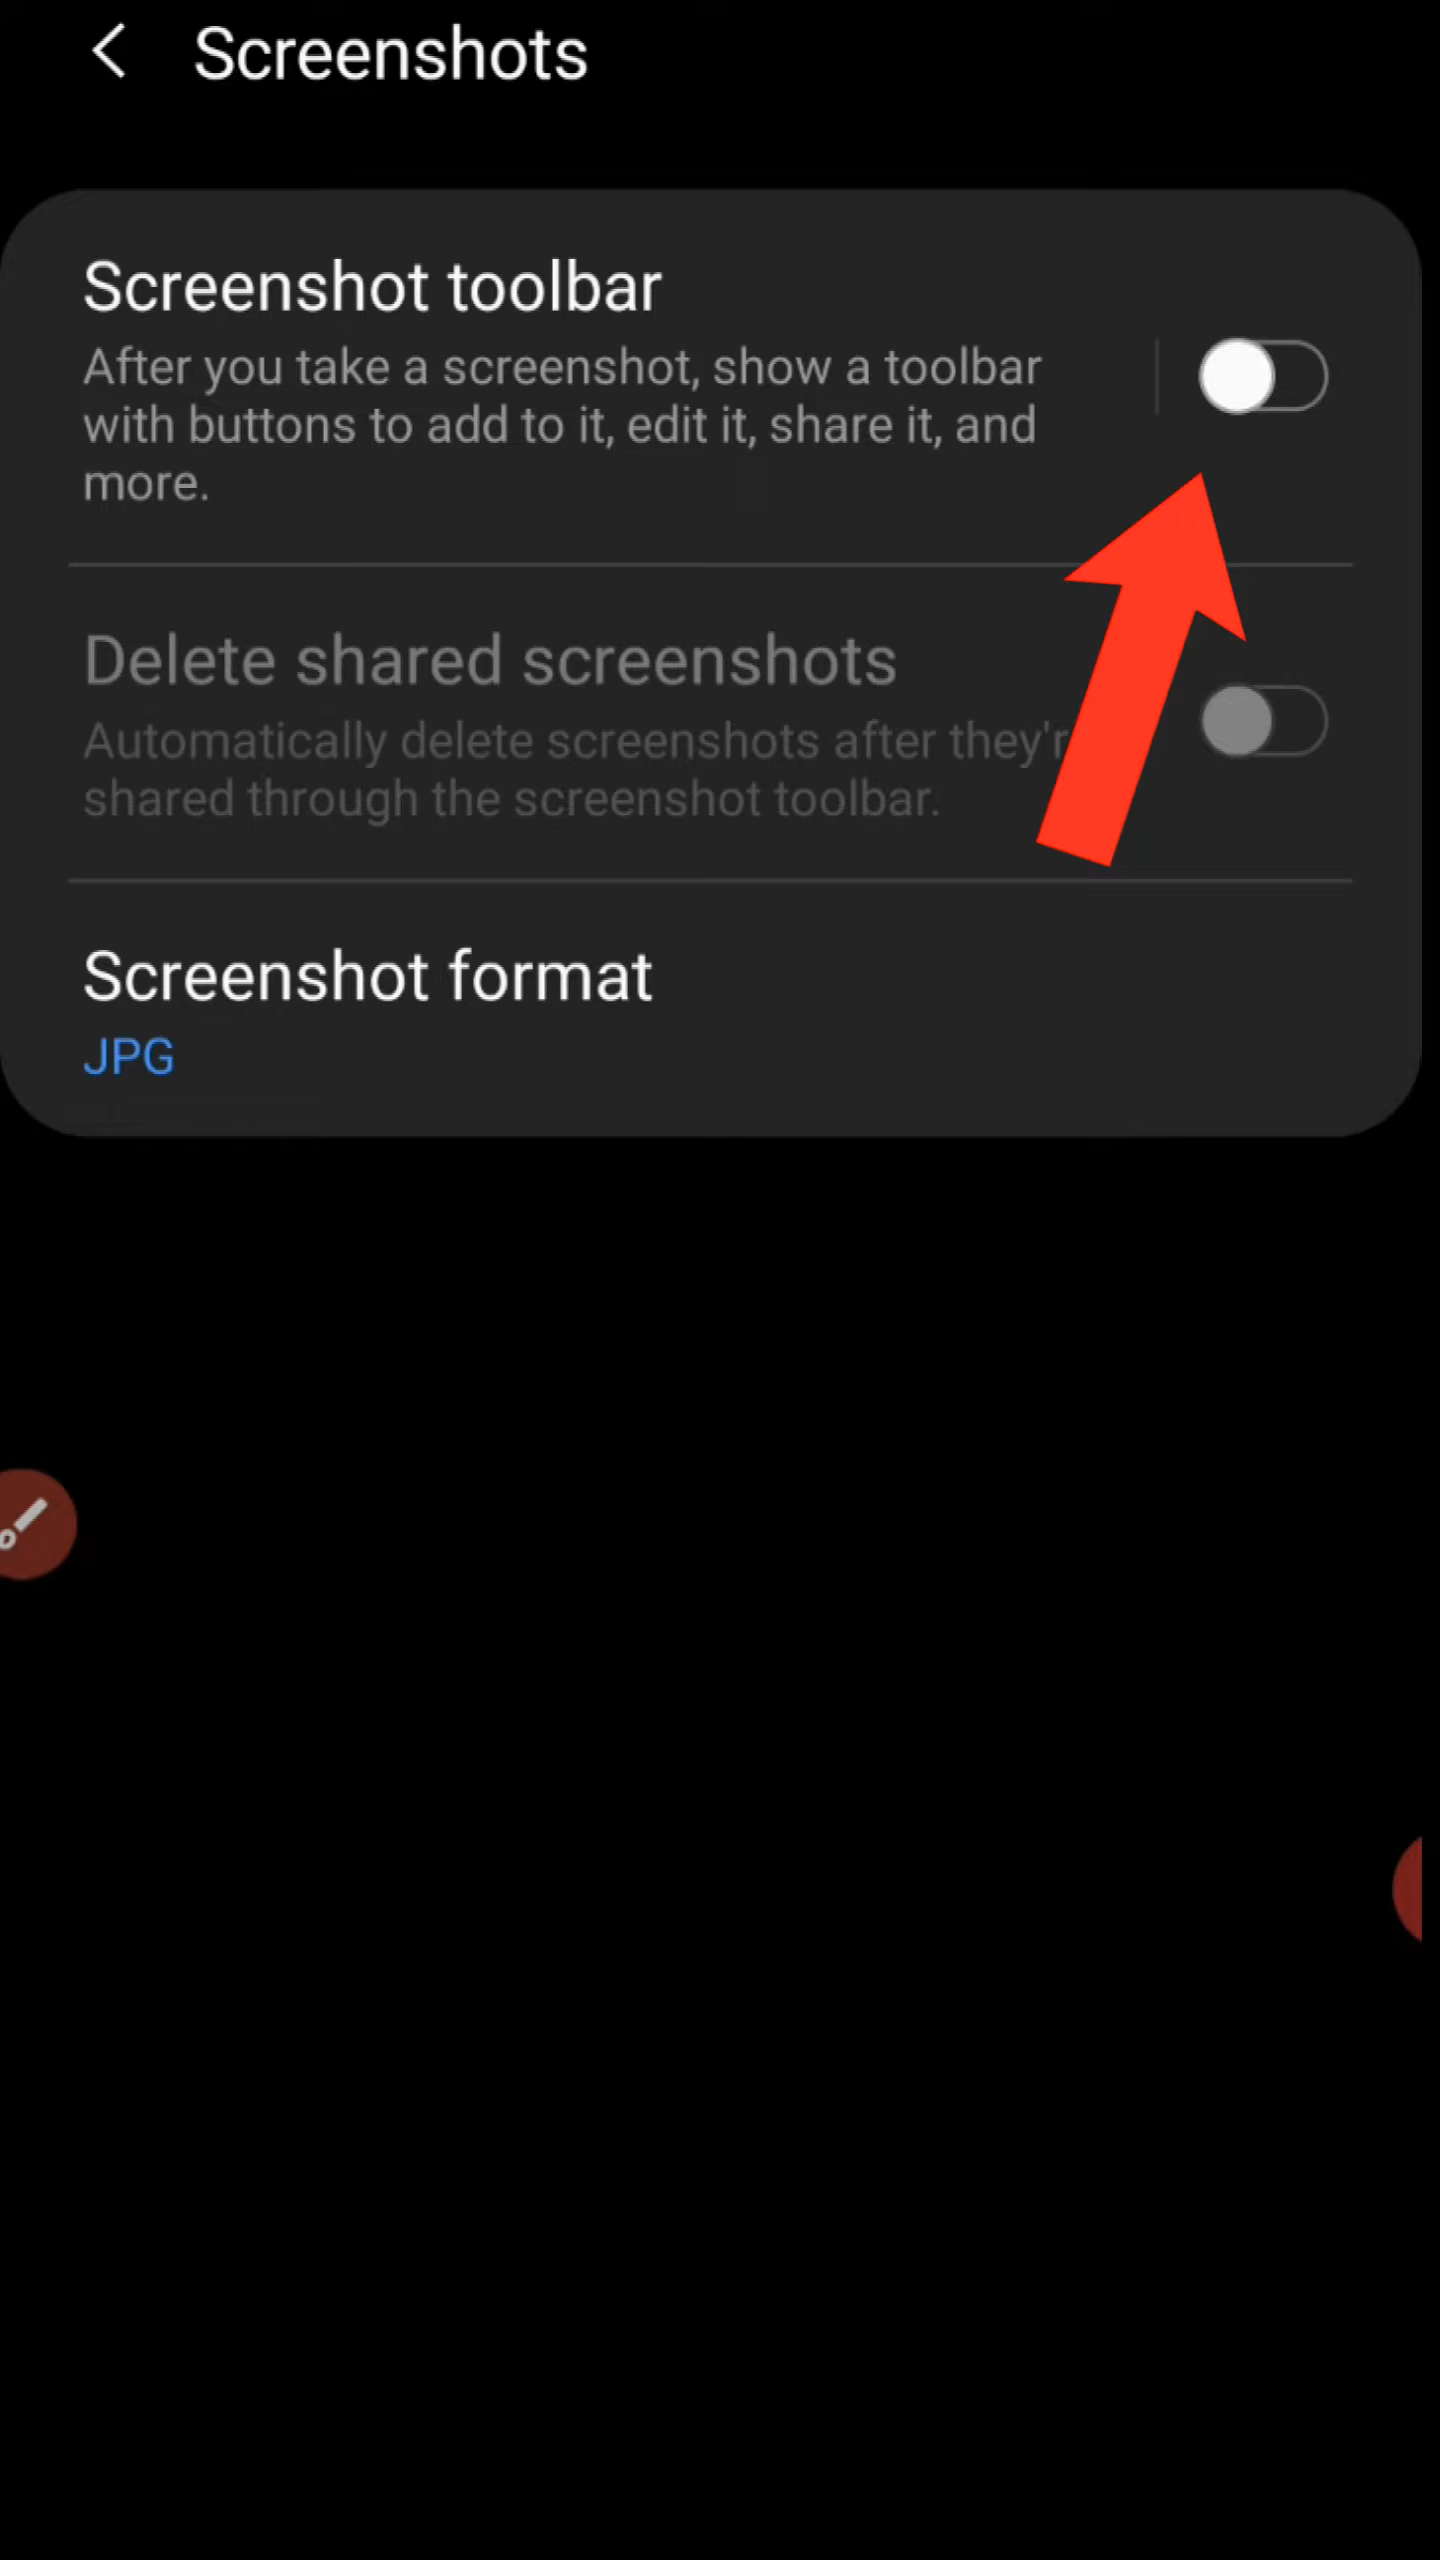 Screenshots
Screenshot toolbar
After you take a screenshot, show a toolbar
with buttons to add to it, edit it, share it, and
more.
Delete shared screenshots
Automatically delete screenshots after
shared through the screenshot toolbar.
Screenshot format
JPG